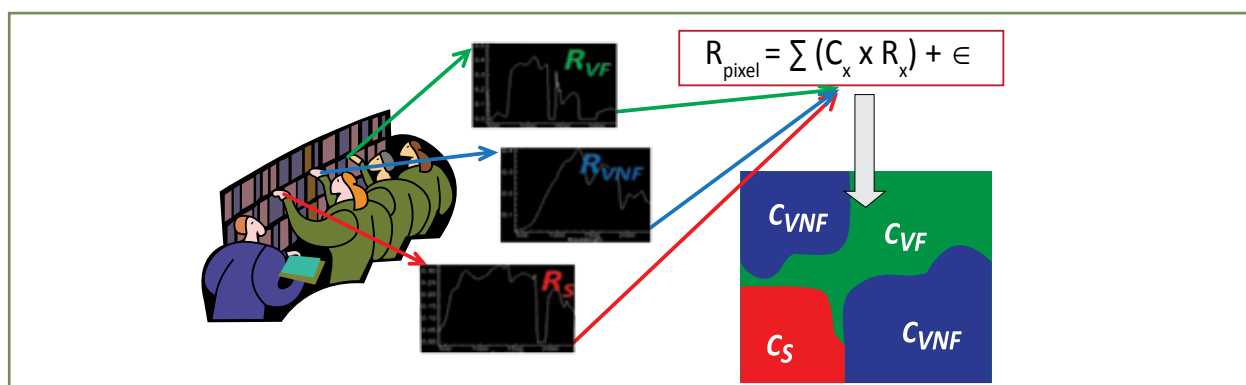 R_VF
R_pixel = ∑ (C_x x R_x) + ∈
R_VNF
C_VNF
C_VF
R_S
C_S
C_VNF